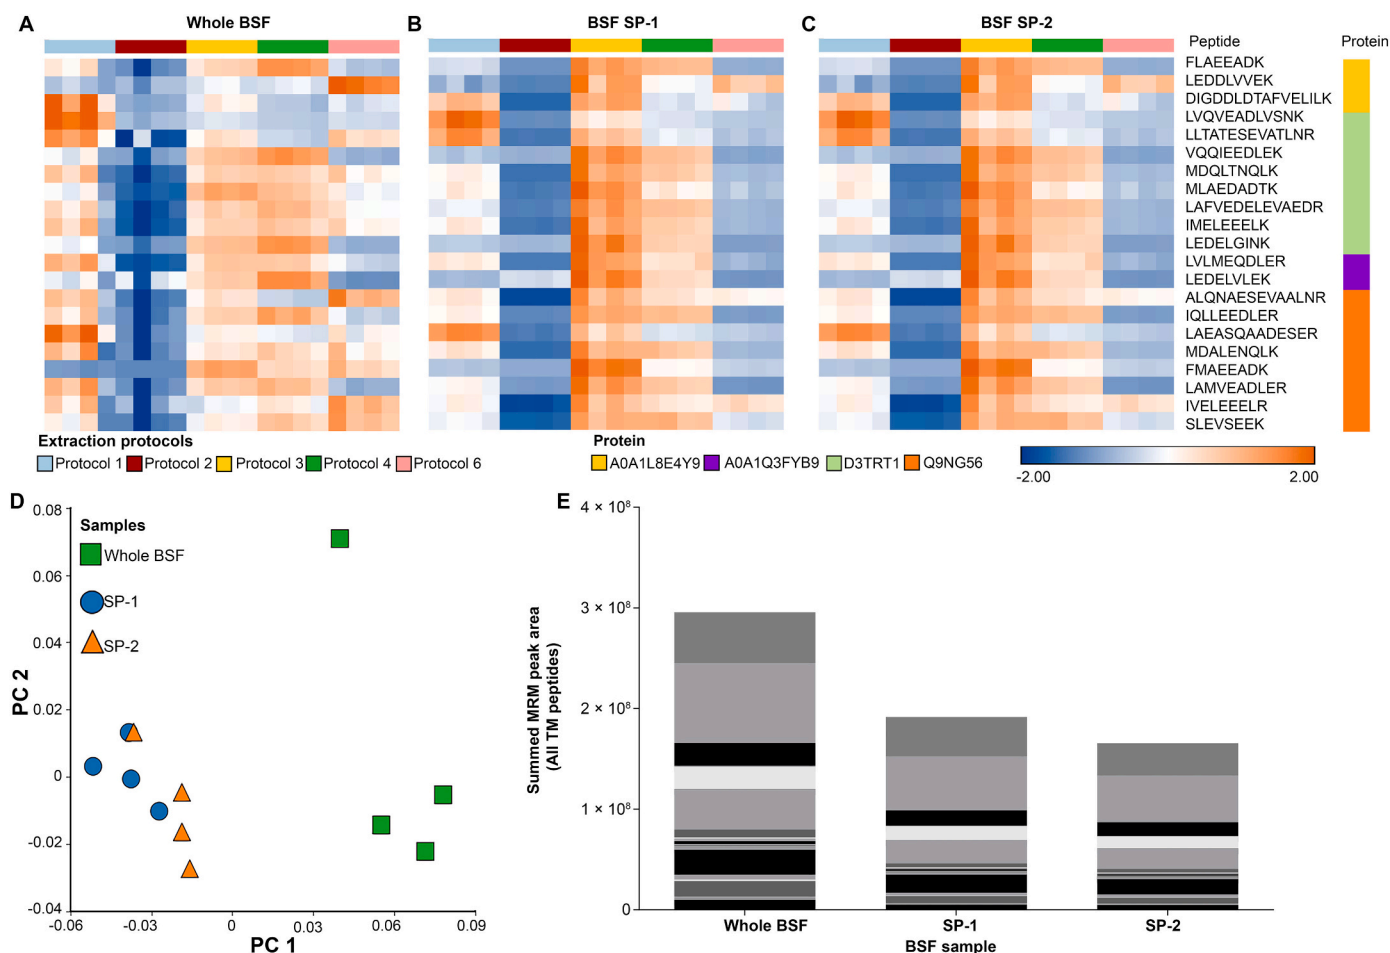 A Whole BSF
B BSF SP-1
C BSF SP-2
Peptide
Protein
FLAEEADK
LEDDLVVEK
DIGDDLDTAFVELILK
LVQVEADLVSNK
LLTATESEVATLNR
VQQIEEDLEK
MDQLTNQLK
MLAEDADTK
LAFVEDELEVAEDR
IMELEEELK
LEDELGINK
LVLMEQDLER
LEDELVLEK
ALQNAESEVAALNR
IQLLEEDLER
LAEASQAADESER
MDALENQLK
FMAEEADK
LAMVEADLER
IVELEEELR
SLEVSEEK
Extraction protocols
Protocol 1 Protocol 2 Protocol 3 Protocol 4 Protocol 6
Protein
A0A1L8E4Y9 A0A1Q3FYB9 D3TRT1 Q9NG56
-2.00 2.00
D
0.08
0.06
0.04
0.02
0
-0.02
-0.04
PC 2
Samples
Whole BSF
SP-1
SP-2
-0.06 -0.03 0 0.03 0.06 0.09
PC 1
E
4 × 10⁸
3 × 10⁸
2 × 10⁸
1 × 10⁸
0
Summed MRM peak area
(All TM peptides)
Whole BSF SP-1 SP-2
BSF sample